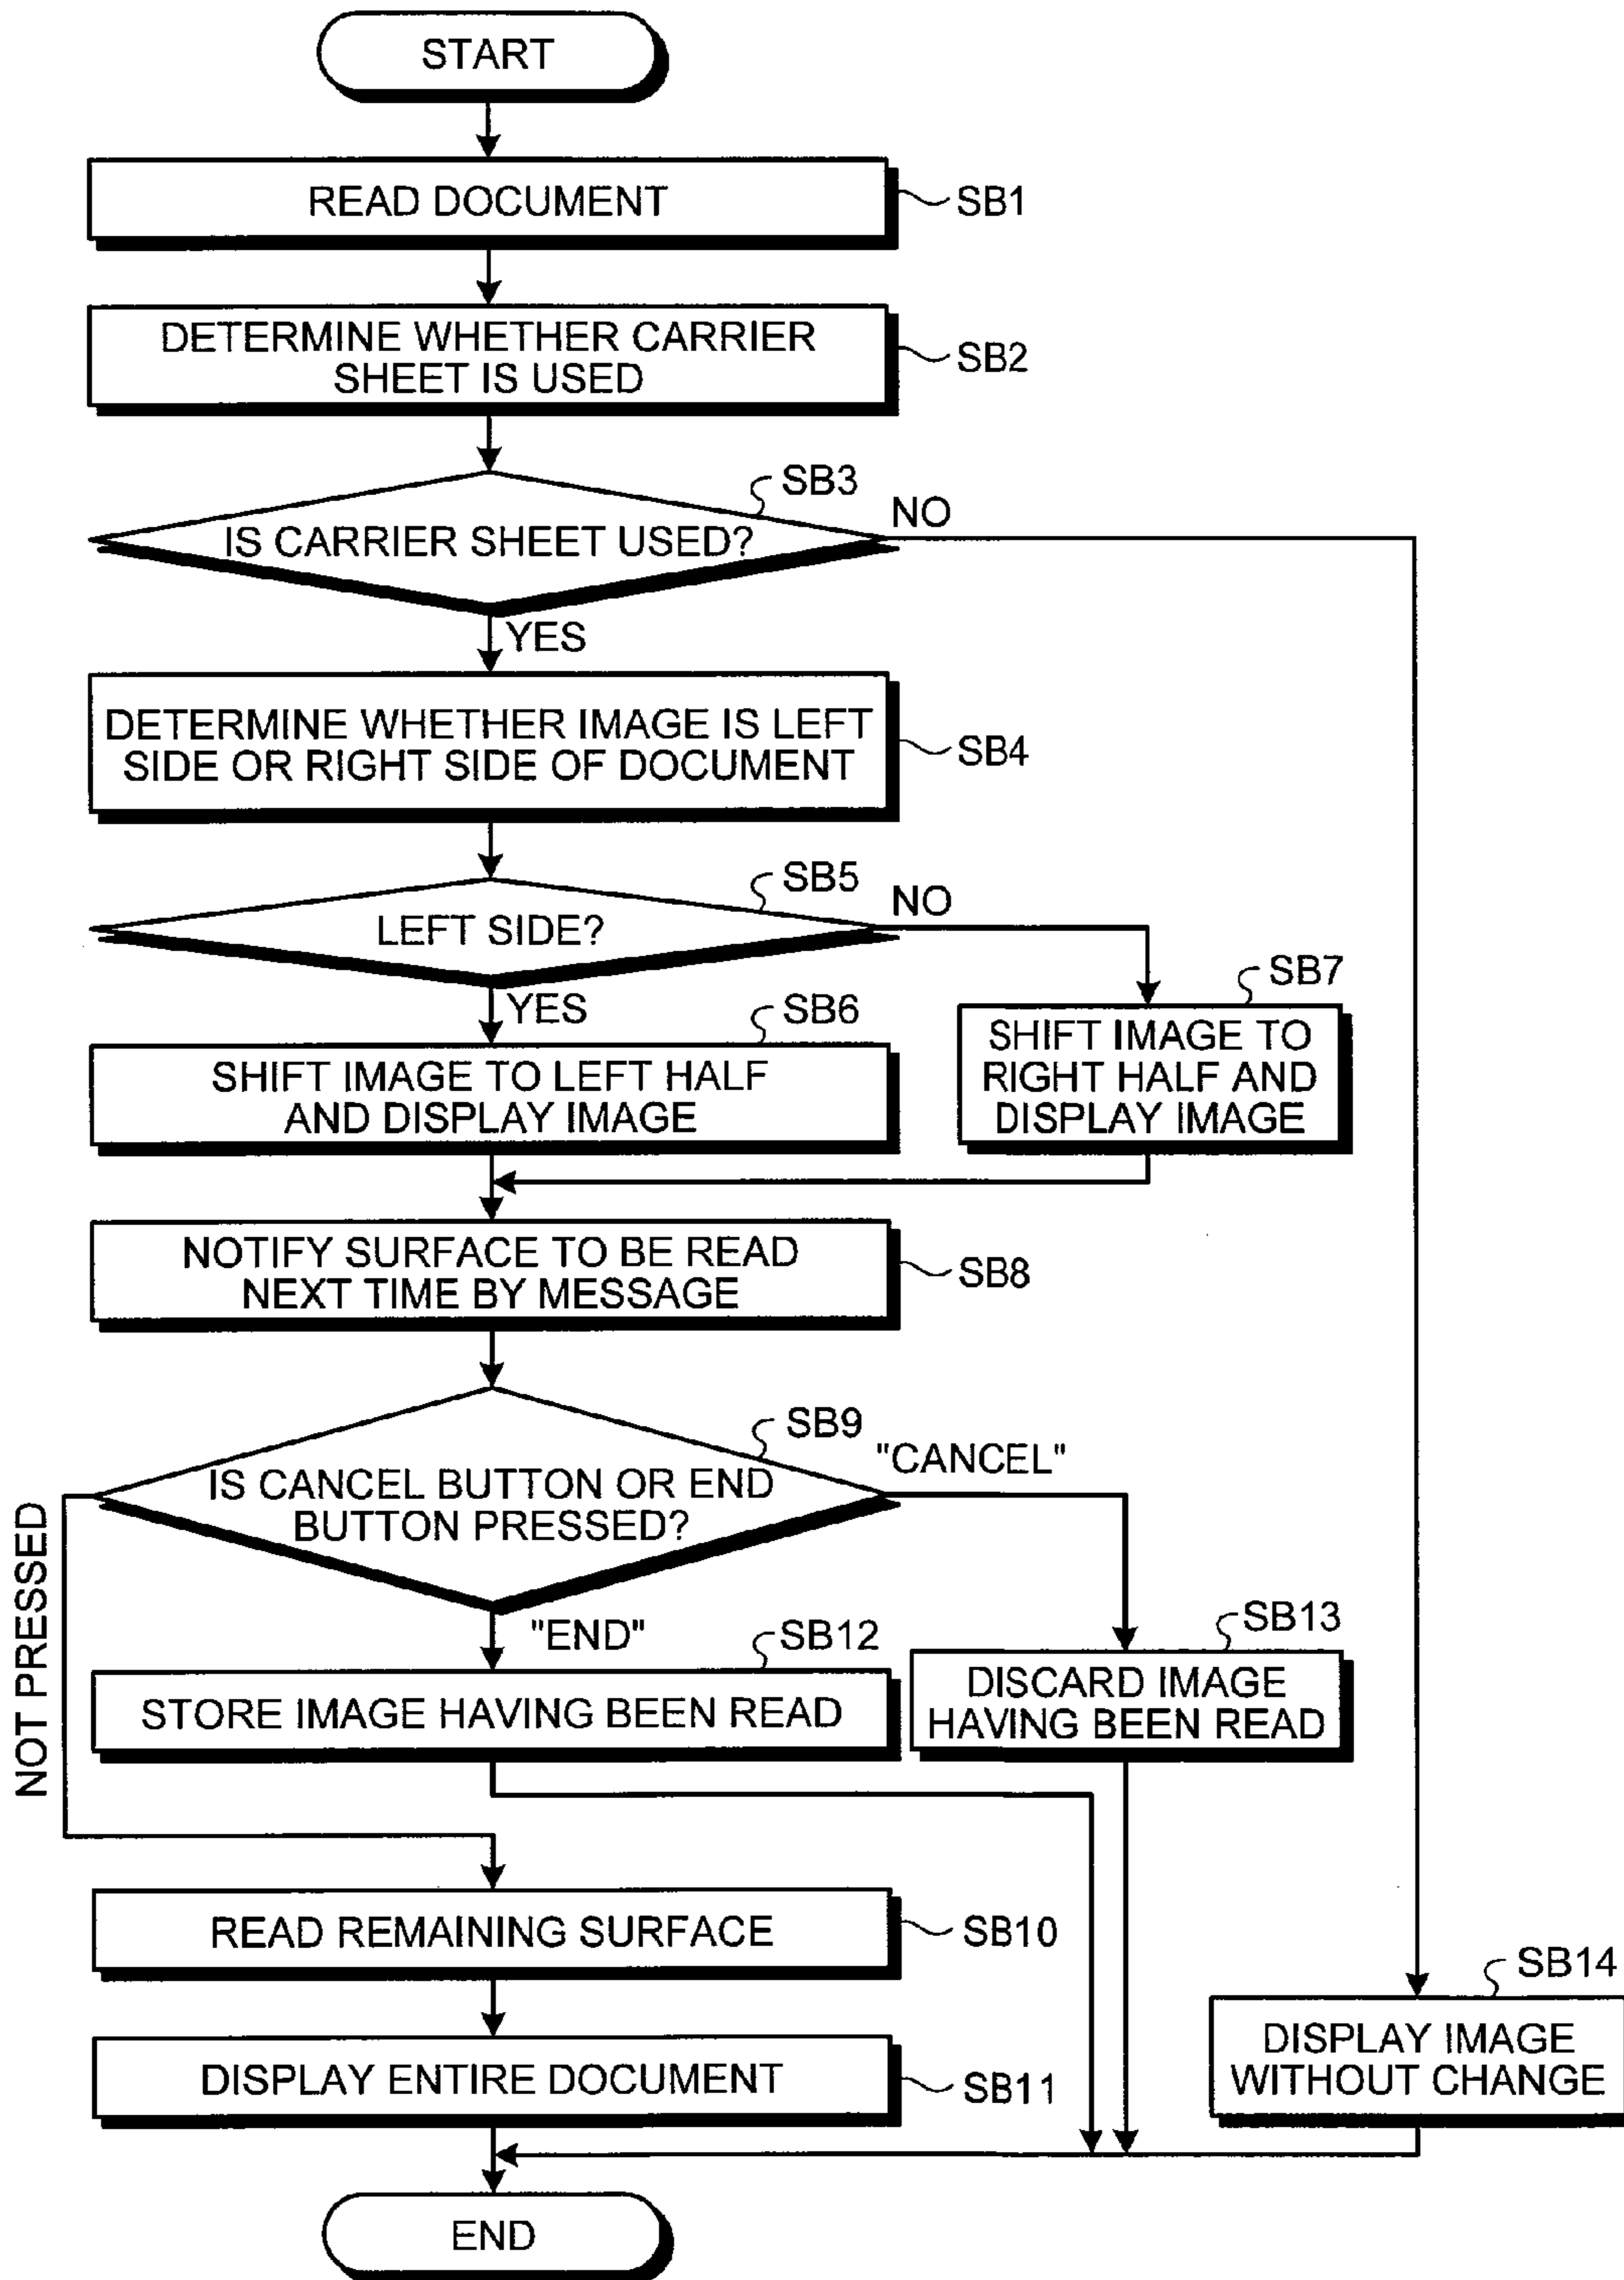 START
READ DOCUMENT
SB1
DETERMINE WHETHER CARRIER
SHEET IS USED
SB2
SB3
IS CARRIER SHEET USED?
NO
YES
DETERMINE WHETHER IMAGE IS LEFT
SIDE OR RIGHT SIDE OF DOCUMENT
SB4
SB5
LEFT SIDE?
NO
YES
SB6
SHIFT IMAGE TO LEFT HALF
AND DISPLAY IMAGE
SB7
SHIFT IMAGE TO
RIGHT HALF AND
DISPLAY IMAGE
NOTIFY SURFACE TO BE READ
NEXT TIME BY MESSAGE
SB8
SB9
IS CANCEL BUTTON OR END
BUTTON PRESSED?
"CANCEL"
NOT PRESSED
"END"
SB12
STORE IMAGE HAVING BEEN READ
SB13
DISCARD IMAGE
HAVING BEEN READ
READ REMAINING SURFACE
SB10
DISPLAY ENTIRE DOCUMENT
SB11
SB14
DISPLAY IMAGE
WITHOUT CHANGE
END